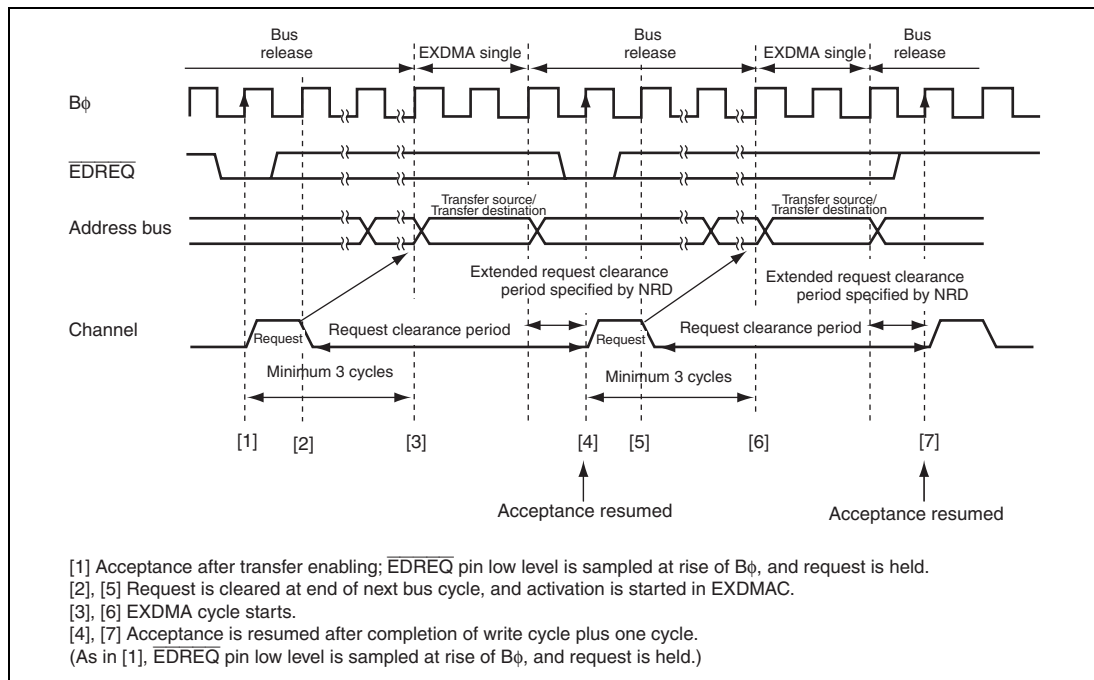 Bus
release
EXDMA single
Bus
release
EXDMA single
Bus
release
Bφ
EDREQ
Transfer source/
Transfer destination
Transfer source/
Transfer destination
Address bus
Extended request clearance
period specified by NRD
Extended request clearance
period specified by NRD
Channel
Request
Request clearance period
Request
Request clearance period
Minimum 3 cycles
Minimum 3 cycles
[1]
[2]
[3]
[4]
[5]
[6]
[7]
Acceptance resumed
Acceptance resumed
[1] Acceptance after transfer enabling; EDREQ pin low level is sampled at rise of Bφ, and request is held.
[2], [5] Request is cleared at end of next bus cycle, and activation is started in EXDMAC.
[3], [6] EXDMA cycle starts.
[4], [7] Acceptance is resumed after completion of write cycle plus one cycle.
(As in [1], EDREQ pin low level is sampled at rise of Bφ, and request is held.)